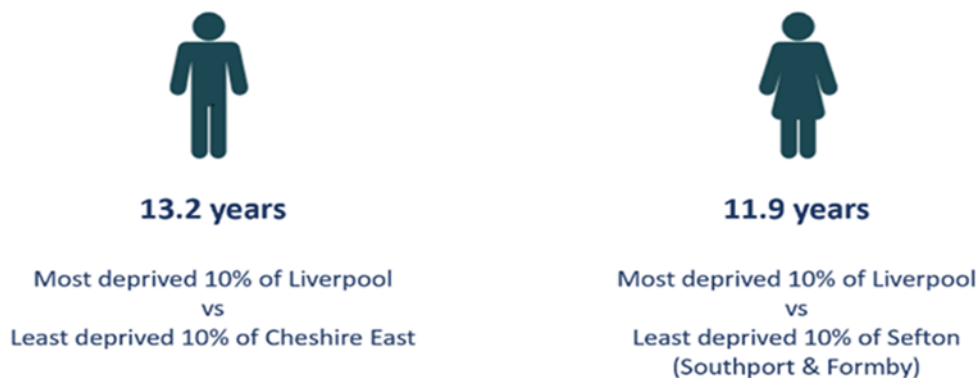 13.2 years
Most deprived 10% of Liverpool
vs
Least deprived 10% of Cheshire East
11.9 years
Most deprived 10% of Liverpool
vs
Least deprived 10% of Sefton
(Southport & Formby)